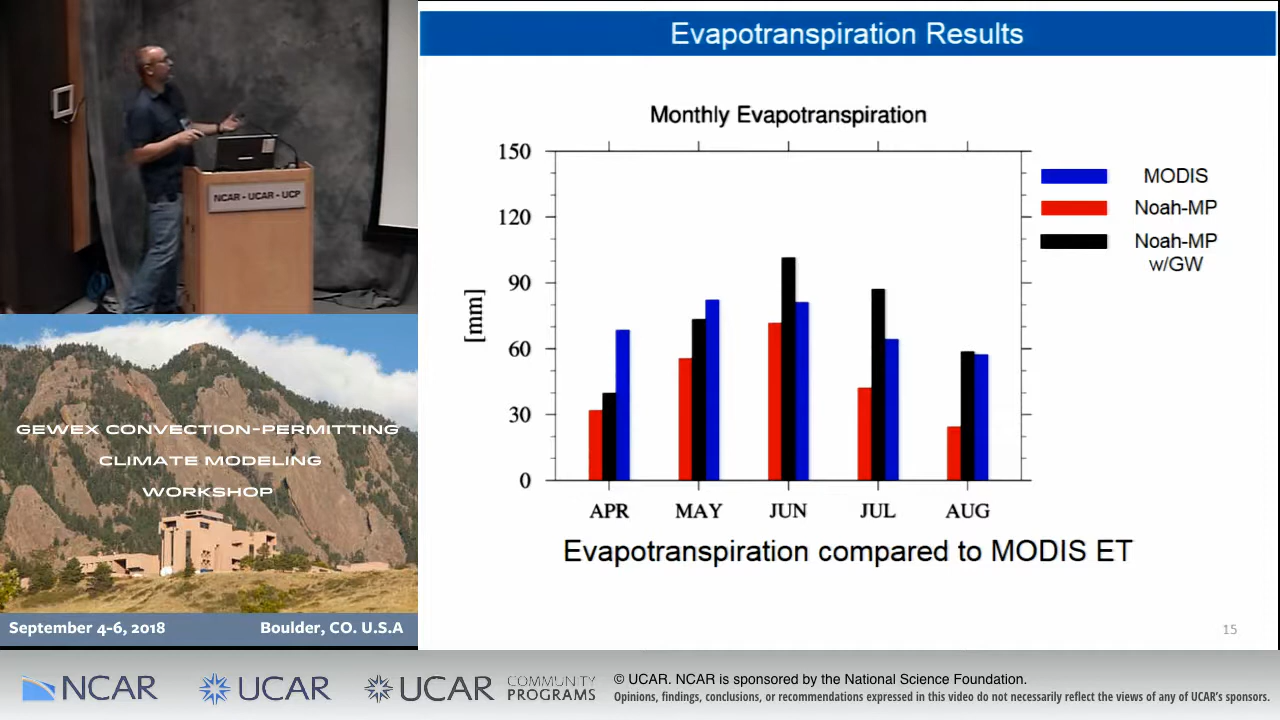 Evapotranspiration Results
Monthly Evapotranspiration
150
120
90
60
30
0
[mm]
APR MAY JUN JUL AUG
MODIS
Noah-MP
Noah-MP
w/GW
Evapotranspiration compared to MODIS ET
15
NCAR - UCAR - UCP
GEWEX CONVECTION-PERMITTING
CLIMATE MODELING
WORKSHOP
September 4-6, 2018 Boulder, CO. U.S.A
NCAR
UCAR
UCAR
COMMUNITY
PROGRAMS
© UCAR. NCAR is sponsored by the National Science Foundation.
Opinions, findings, conclusions, or recommendations expressed in this video do not necessarily reflect the views of any of UCAR's sponsors.